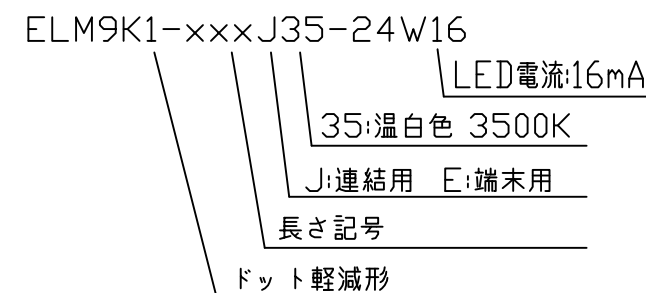 ELM9K1-xxxJ35-24W16
LED電流:16mA
35:温白色 3500K
J:連結用 E:端末用
長さ記号
ドット軽減形